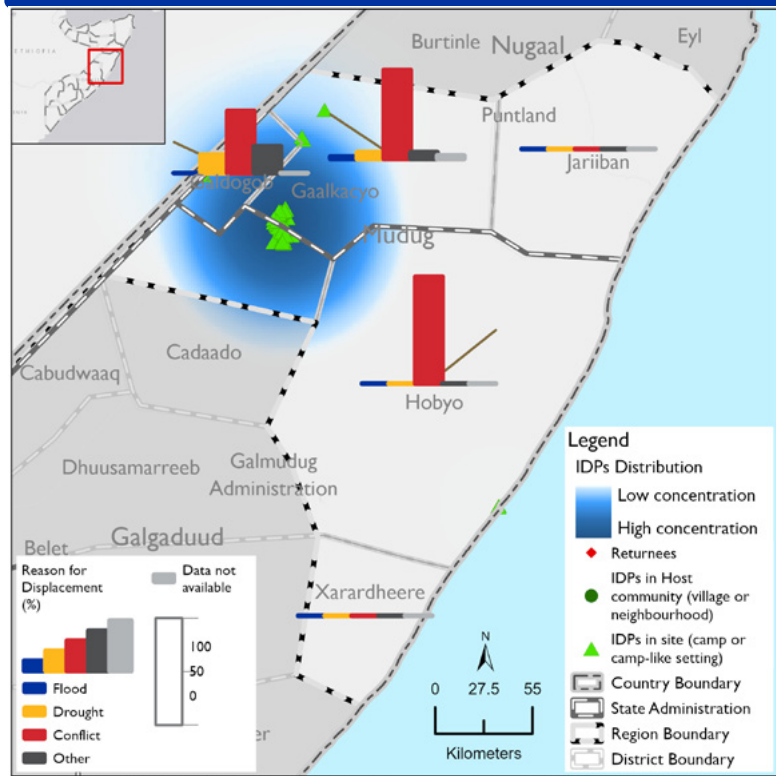 ETHIOPIA
Burtinle
Nugaal
Eyl
Puntland
Jariiban
Galdogob
Gaalkacyo
Mudug
Cadaado
Cabudwaaq
Hobyo
Dhuusamarreeb
Galmudug
Administration
Galgaduud
Belet
Xarardheere
Reason for
Displacement
(%)
Data not
available
100
50
0
Flood
Drought
Conflict
Other
N
0
27.5
55
Kilometers
Legend
IDPs Distribution
Low concentration
High concentration
Returnees
IDPs in Host
community (village or
neighbourhood)
IDPs in site (camp or
camp-like setting)
Country Boundary
State Administration
Region Boundary
District Boundary